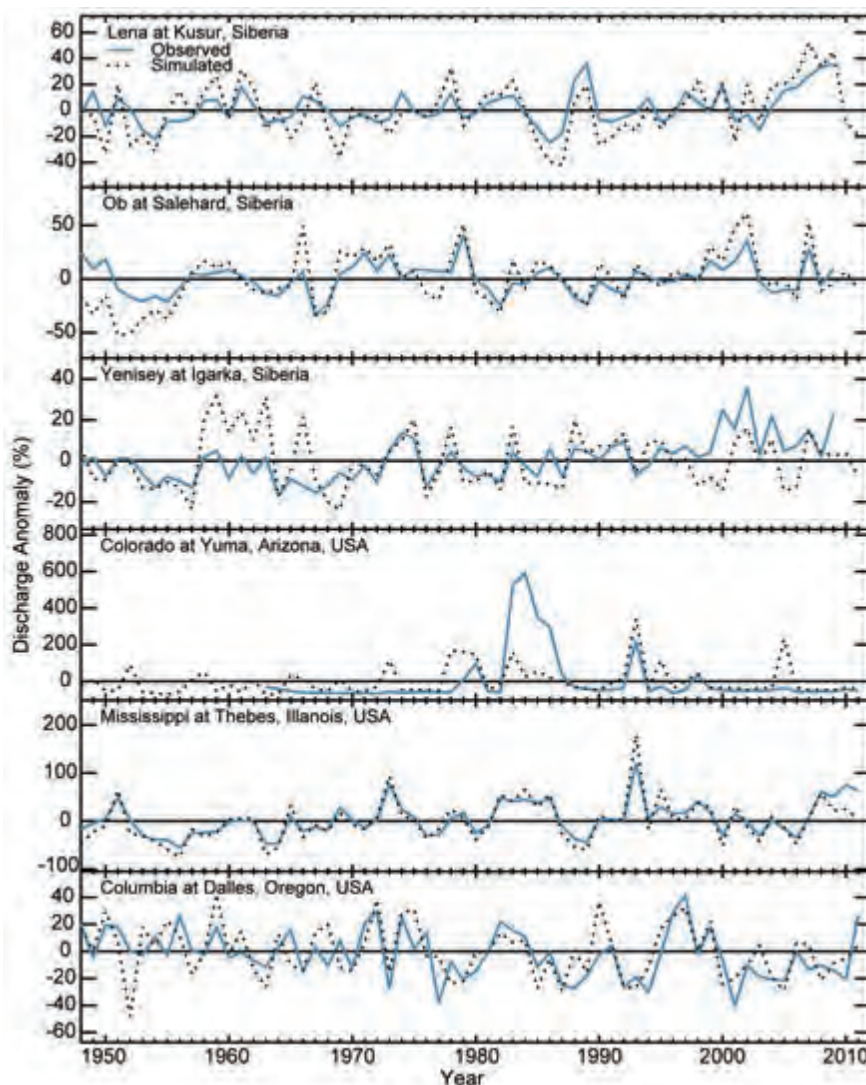 60
Lena at Kusur, Siberia
40
Observed
20
Simulated
0
-20
-40
Ob at Salehard, Siberia
50
0
-50
Yenisey at Igarka, Siberia
40
20
0
-20
Discharge Anomaly (%)
800
Colorado at Yuma, Arizona, USA
600
400
200
0
Mississippi at Thebes, Illanois, USA
200
100
0
-100
Columbia at Dalles, Oregon, USA
40
20
0
-20
-40
-60
1950 1960 1970 1980 1990 2000 2010
Year